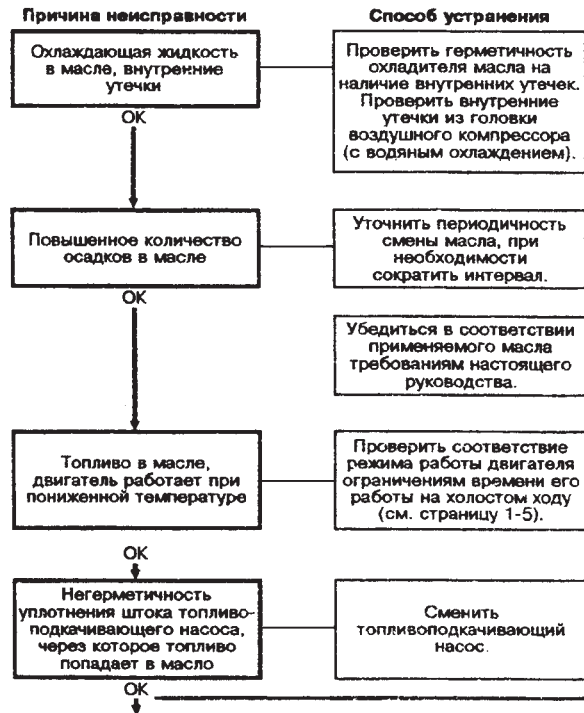 Причина неисправности
Способ устранения
Охлаждающая жидкость
в масле, внутренние
утечки
Проверить герметичность
охладителя масла на
наличие внутренних утечек.
Проверить внутренние
утечки из головки
воздушного компрессора
(с водяным охлаждением).
OK
Повышенное количество
осадков в масле
Уточнить периодичность
смены масла, при
необходимости
сократить интервал.
OK
Убедиться в соответствии
применяемого масла
требованиям настоящего
руководства.
Топливо в масле,
двигатель работает при
пониженной температуре
Проверить соответствие
режима работы двигателя
ограничениям времени его
работы на холостом ходу
(см. страницу 1-5).
OK
Негерметичность
уплотнения штока топливо-
подкачивающего насоса,
через которое топливо
попадает в масло
Сменить
топливоподкачивающий
насос.
OK